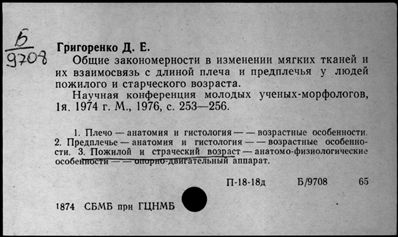 Б
9708
Григоренко Д. Е.
Общие закономерности в изменении мягких тканей и
их взаимосвязь с длиной плеча и предплечья у людей
пожилого и старческого возраста.
Научная конференция молодых ученых-морфологов,
1я. 1974 г. М., 1976, с. 253—256.
1. Плечо — анатомия и гистология — — возрастные особенности.
2. Предплечье — анатомия и гистология — — возрастные особенно-
сти. 3. Пожилой и страческий возраст — анатомо-физиологические
особенности — — опорно-двигательный аппарат.
П-18-18д Б/9708 65
1874 СБМБ при ГЦНМБ